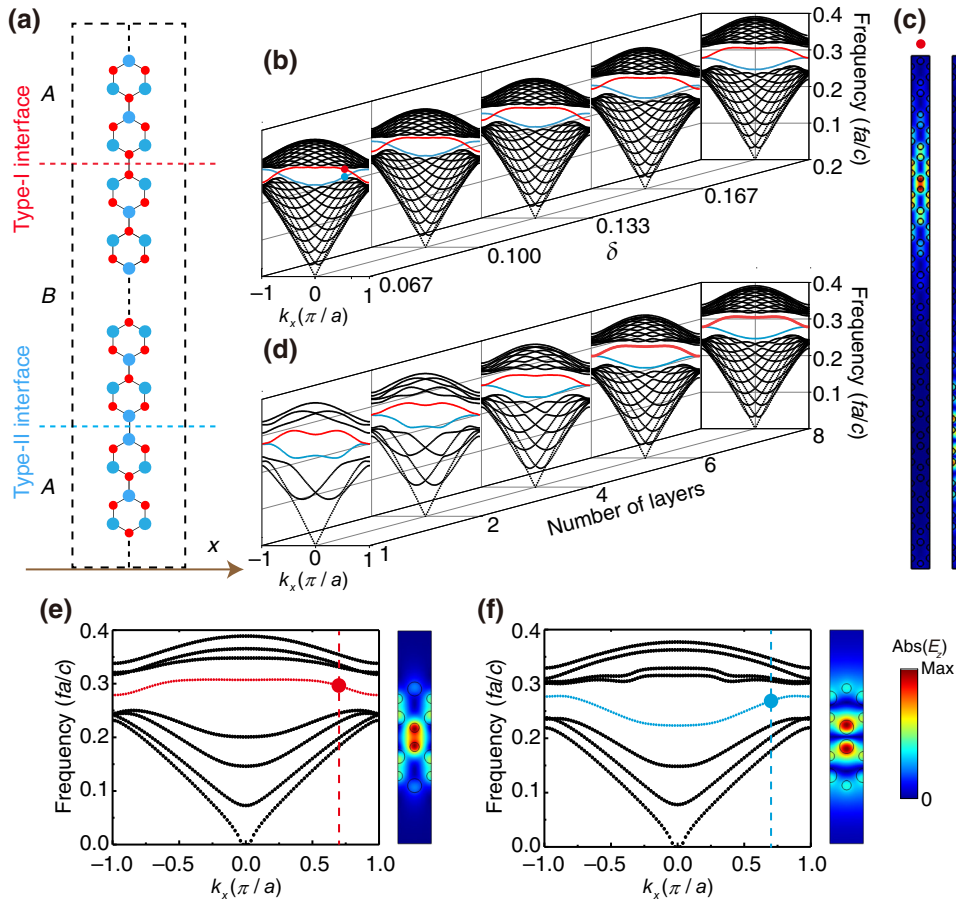 (a)
A
Type-I interface
B
Type-II interface
A
x
(b)
0.4
0.3
0.2
0.1
0.2
Frequency (fa/c)
0.167
0.133
0.100
0.067
δ
−1 0 1
kx(π/a)
(c)
(d)
0.4
0.3
0.2
0.1
8
Frequency (fa/c)
6
4
2
1
Number of layers
−1 0
kx(π/a)
(e)
0.4
0.3
0.2
0.1
0.0
Frequency (fa/c)
−1.0 −0.5 0.0 0.5 1.0
kx(π/a)
(f)
0.4
0.3
0.2
0.1
0.0
Frequency (fa/c)
−1.0 −0.5 0.0 0.5 1.0
kx(π/a)
Abs(Ez)
Max
0